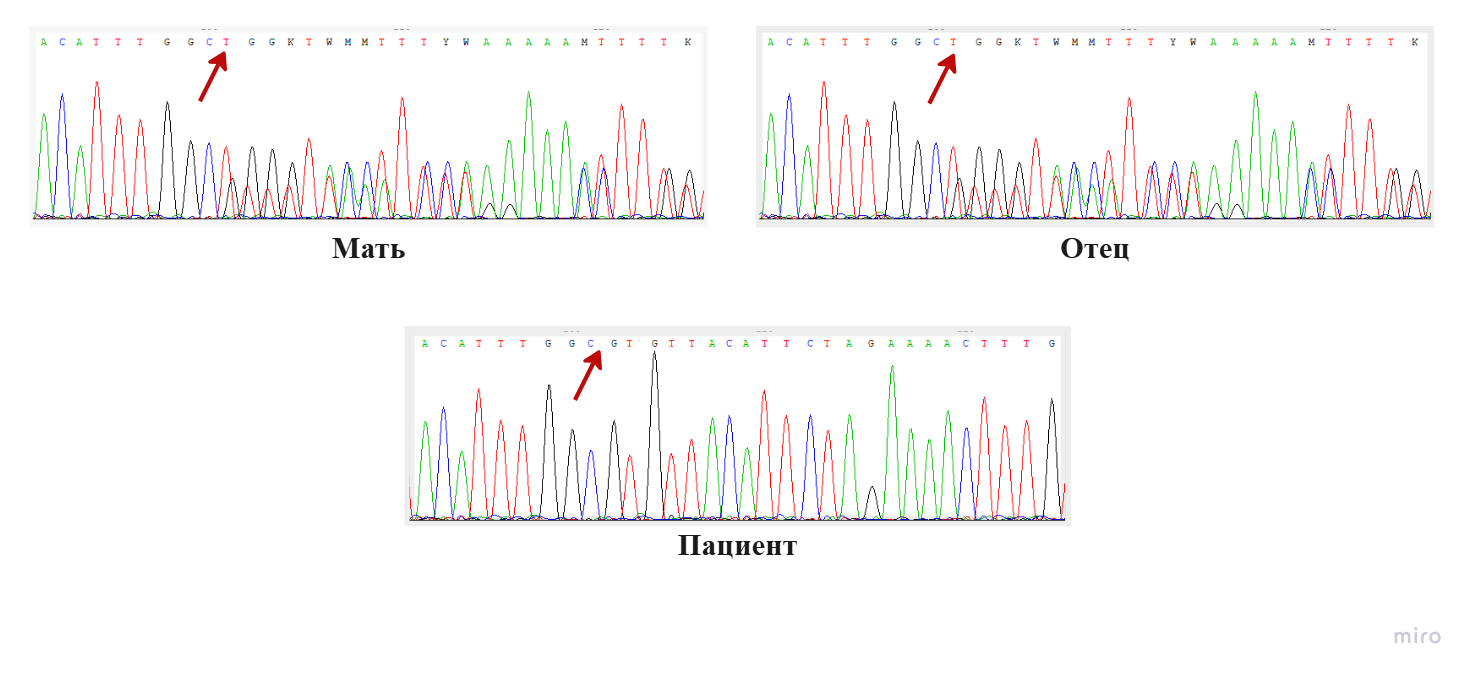 A C A T T T G G C T G G K T W M M T T T Y W A A A A A M T T T T K
A C A T T T G G C T G G K T W M M T T T Y W A A A A A M T T T T K
Мать
Отец
A C A T T T G G C G T G T T A C A T T C T A G A A A A C T T T G
Пациент
miro